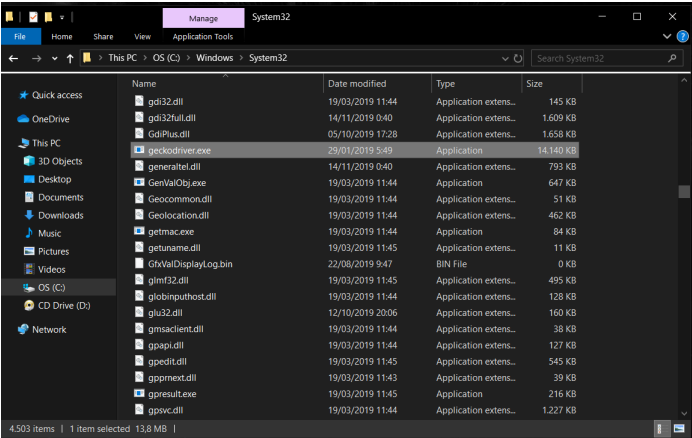 Manage System32
File Home Share View Application Tools
This PC > OS (C:) > Windows > System32 Search System32
Name Date modified Type Size
Quick access
OneDrive
This PC
3D Objects
Desktop
Documents
Downloads
Music
Pictures
Videos
OS (C:)
CD Drive (D:)
Network
gdi32.dll 19/03/2019 11:44 Application extens... 145 KB
gdi32full.dll 14/11/2019 0:40 Application extens... 1.609 KB
GdiPlus.dll 05/10/2019 17:28 Application extens... 1.658 KB
geckodriver.exe 29/01/2019 5:49 Application 14.140 KB
generaltel.dll 14/11/2019 0:40 Application extens... 793 KB
GenValObj.exe 19/03/2019 11:44 Application 647 KB
Geocommon.dll 19/03/2019 11:44 Application extens... 51 KB
Geolocation.dll 19/03/2019 11:44 Application extens... 462 KB
getmac.exe 19/03/2019 11:44 Application 84 KB
getuname.dll 19/03/2019 11:45 Application extens... 11 KB
GfxValDisplayLog.bin 22/08/2019 9:47 BIN File 0 KB
glmf32.dll 19/03/2019 11:45 Application extens... 495 KB
globinputhost.dll 19/03/2019 11:44 Application extens... 128 KB
glu32.dll 12/10/2019 20:06 Application extens... 160 KB
gmsaclient.dll 19/03/2019 11:44 Application extens... 38 KB
gpapi.dll 19/03/2019 11:44 Application extens... 127 KB
gpedit.dll 19/03/2019 11:45 Application extens... 545 KB
gpprnext.dll 19/03/2019 11:43 Application extens... 39 KB
gpresult.exe 19/03/2019 11:45 Application 216 KB
gpsvc.dll 19/03/2019 11:44 Application extens... 1.227 KB
4.503 items | 1 item selected 13,8 MB |